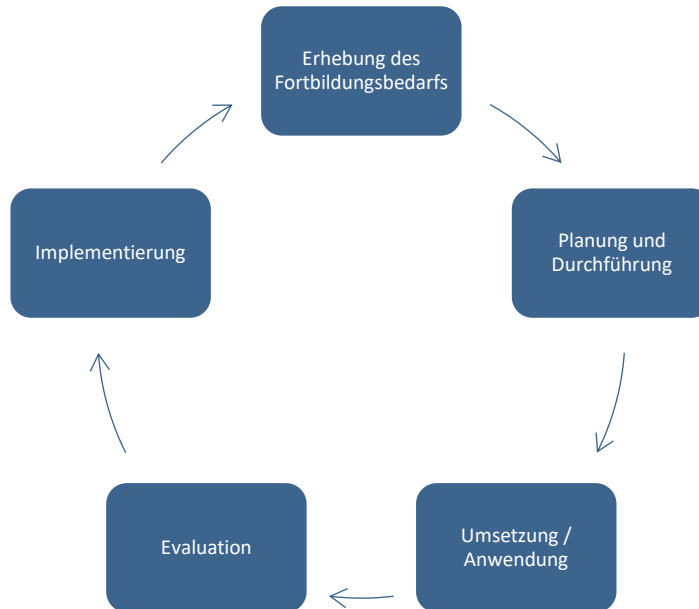 Erhebung des
Fortbildungsbedarfs
Planung und
Durchführung
Umsetzung /
Anwendung
Evaluation
Implementierung